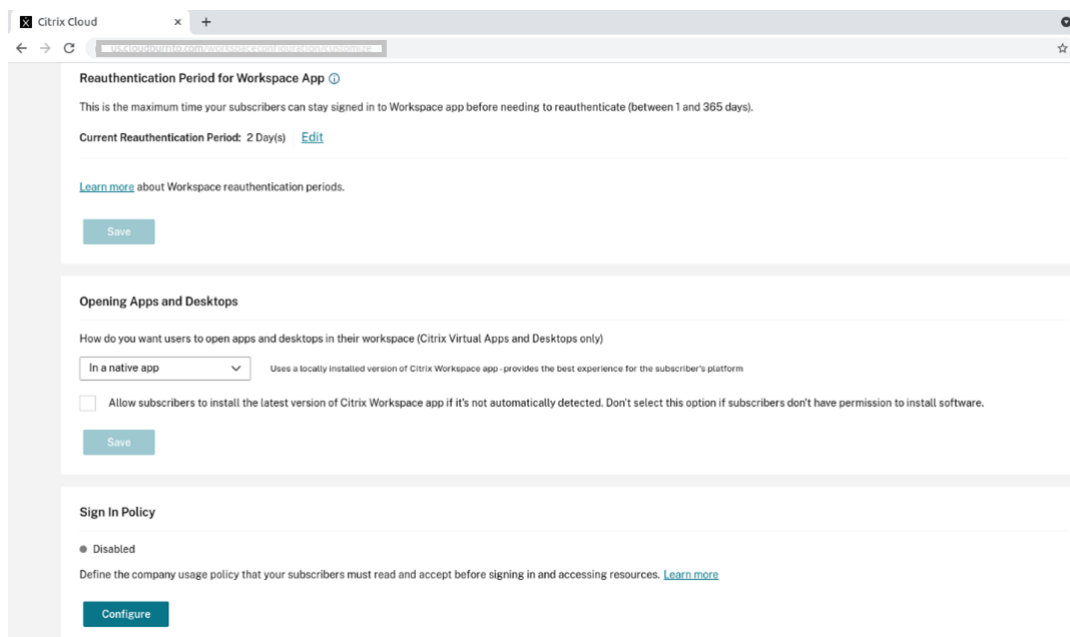 Citrix Cloud
us.cloudburrito.com/workspaceconfiguration/customize
Reauthentication Period for Workspace App
This is the maximum time your subscribers can stay signed in to Workspace app before needing to reauthenticate (between 1 and 365 days).
Current Reauthentication Period: 2 Day(s) Edit
Learn more about Workspace reauthentication periods.
Save
Opening Apps and Desktops
How do you want users to open apps and desktops in their workspace (Citrix Virtual Apps and Desktops only)
In a native app Uses a locally installed version of Citrix Workspace app - provides the best experience for the subscriber's platform
Allow subscribers to install the latest version of Citrix Workspace app if it's not automatically detected. Don't select this option if subscribers don't have permission to install software.
Save
Sign In Policy
Disabled
Define the company usage policy that your subscribers must read and accept before signing in and accessing resources. Learn more
Configure